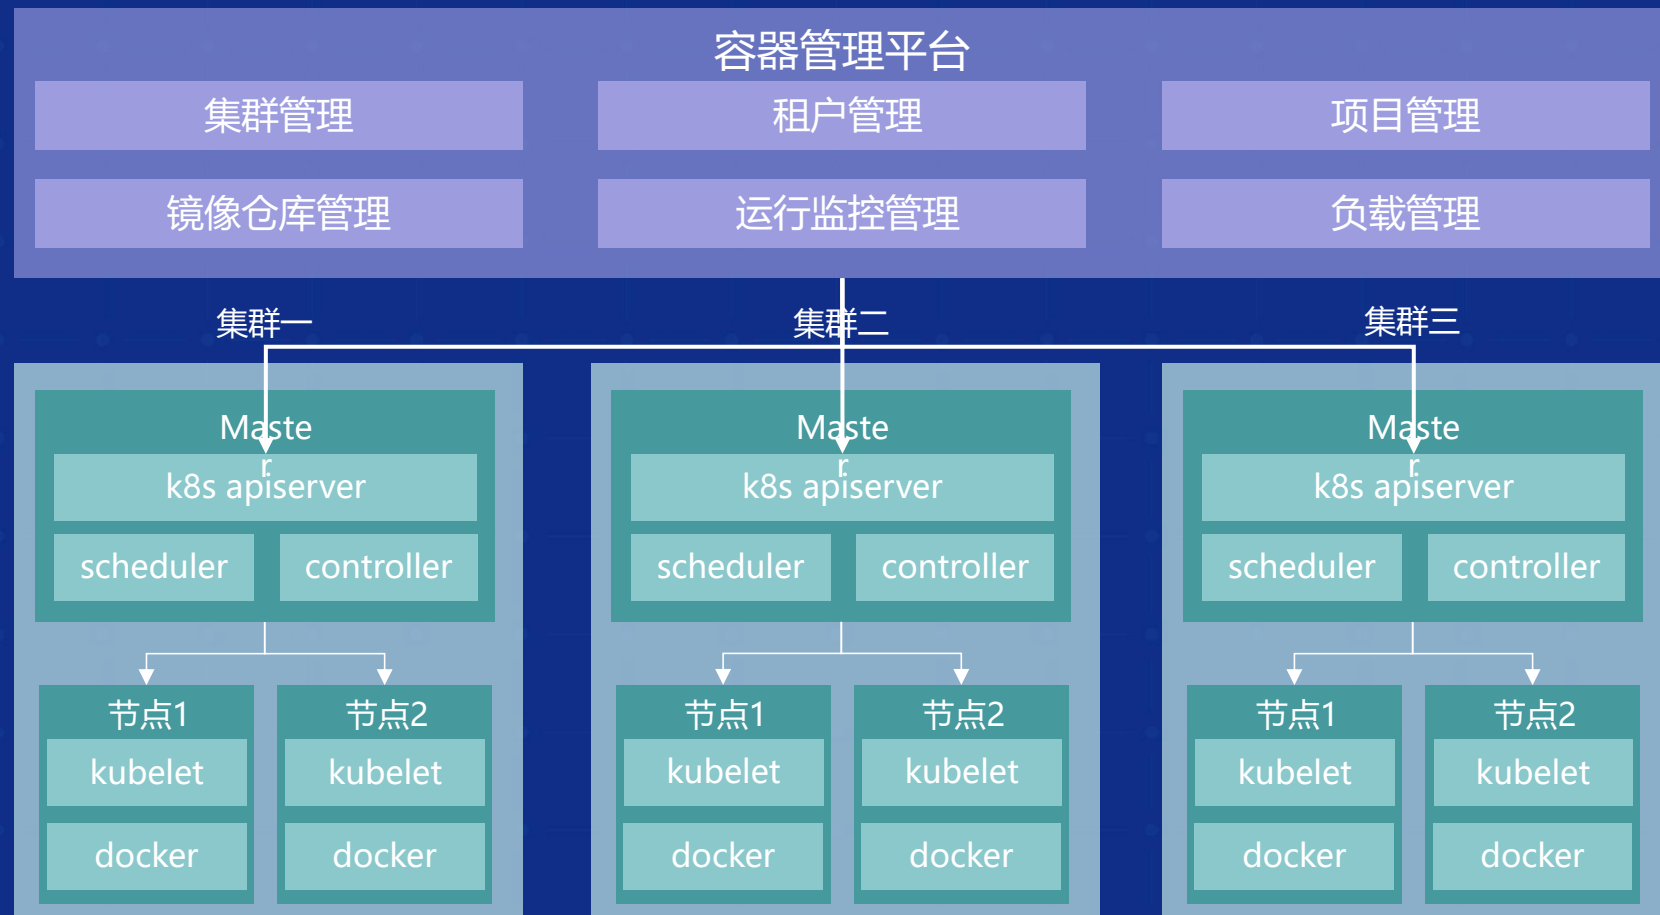 容器管理平台
集群管理
租户管理
项目管理
镜像仓库管理
运行监控管理
负载管理
集群一
集群二
集群三
Maste
r
k8s apiserver
scheduler
controller
Maste
r
k8s apiserver
scheduler
controller
Maste
r
k8s apiserver
scheduler
controller
节点1
kubelet
docker
节点2
kubelet
docker
节点1
kubelet
docker
节点2
kubelet
docker
节点1
kubelet
docker
节点2
kubelet
docker